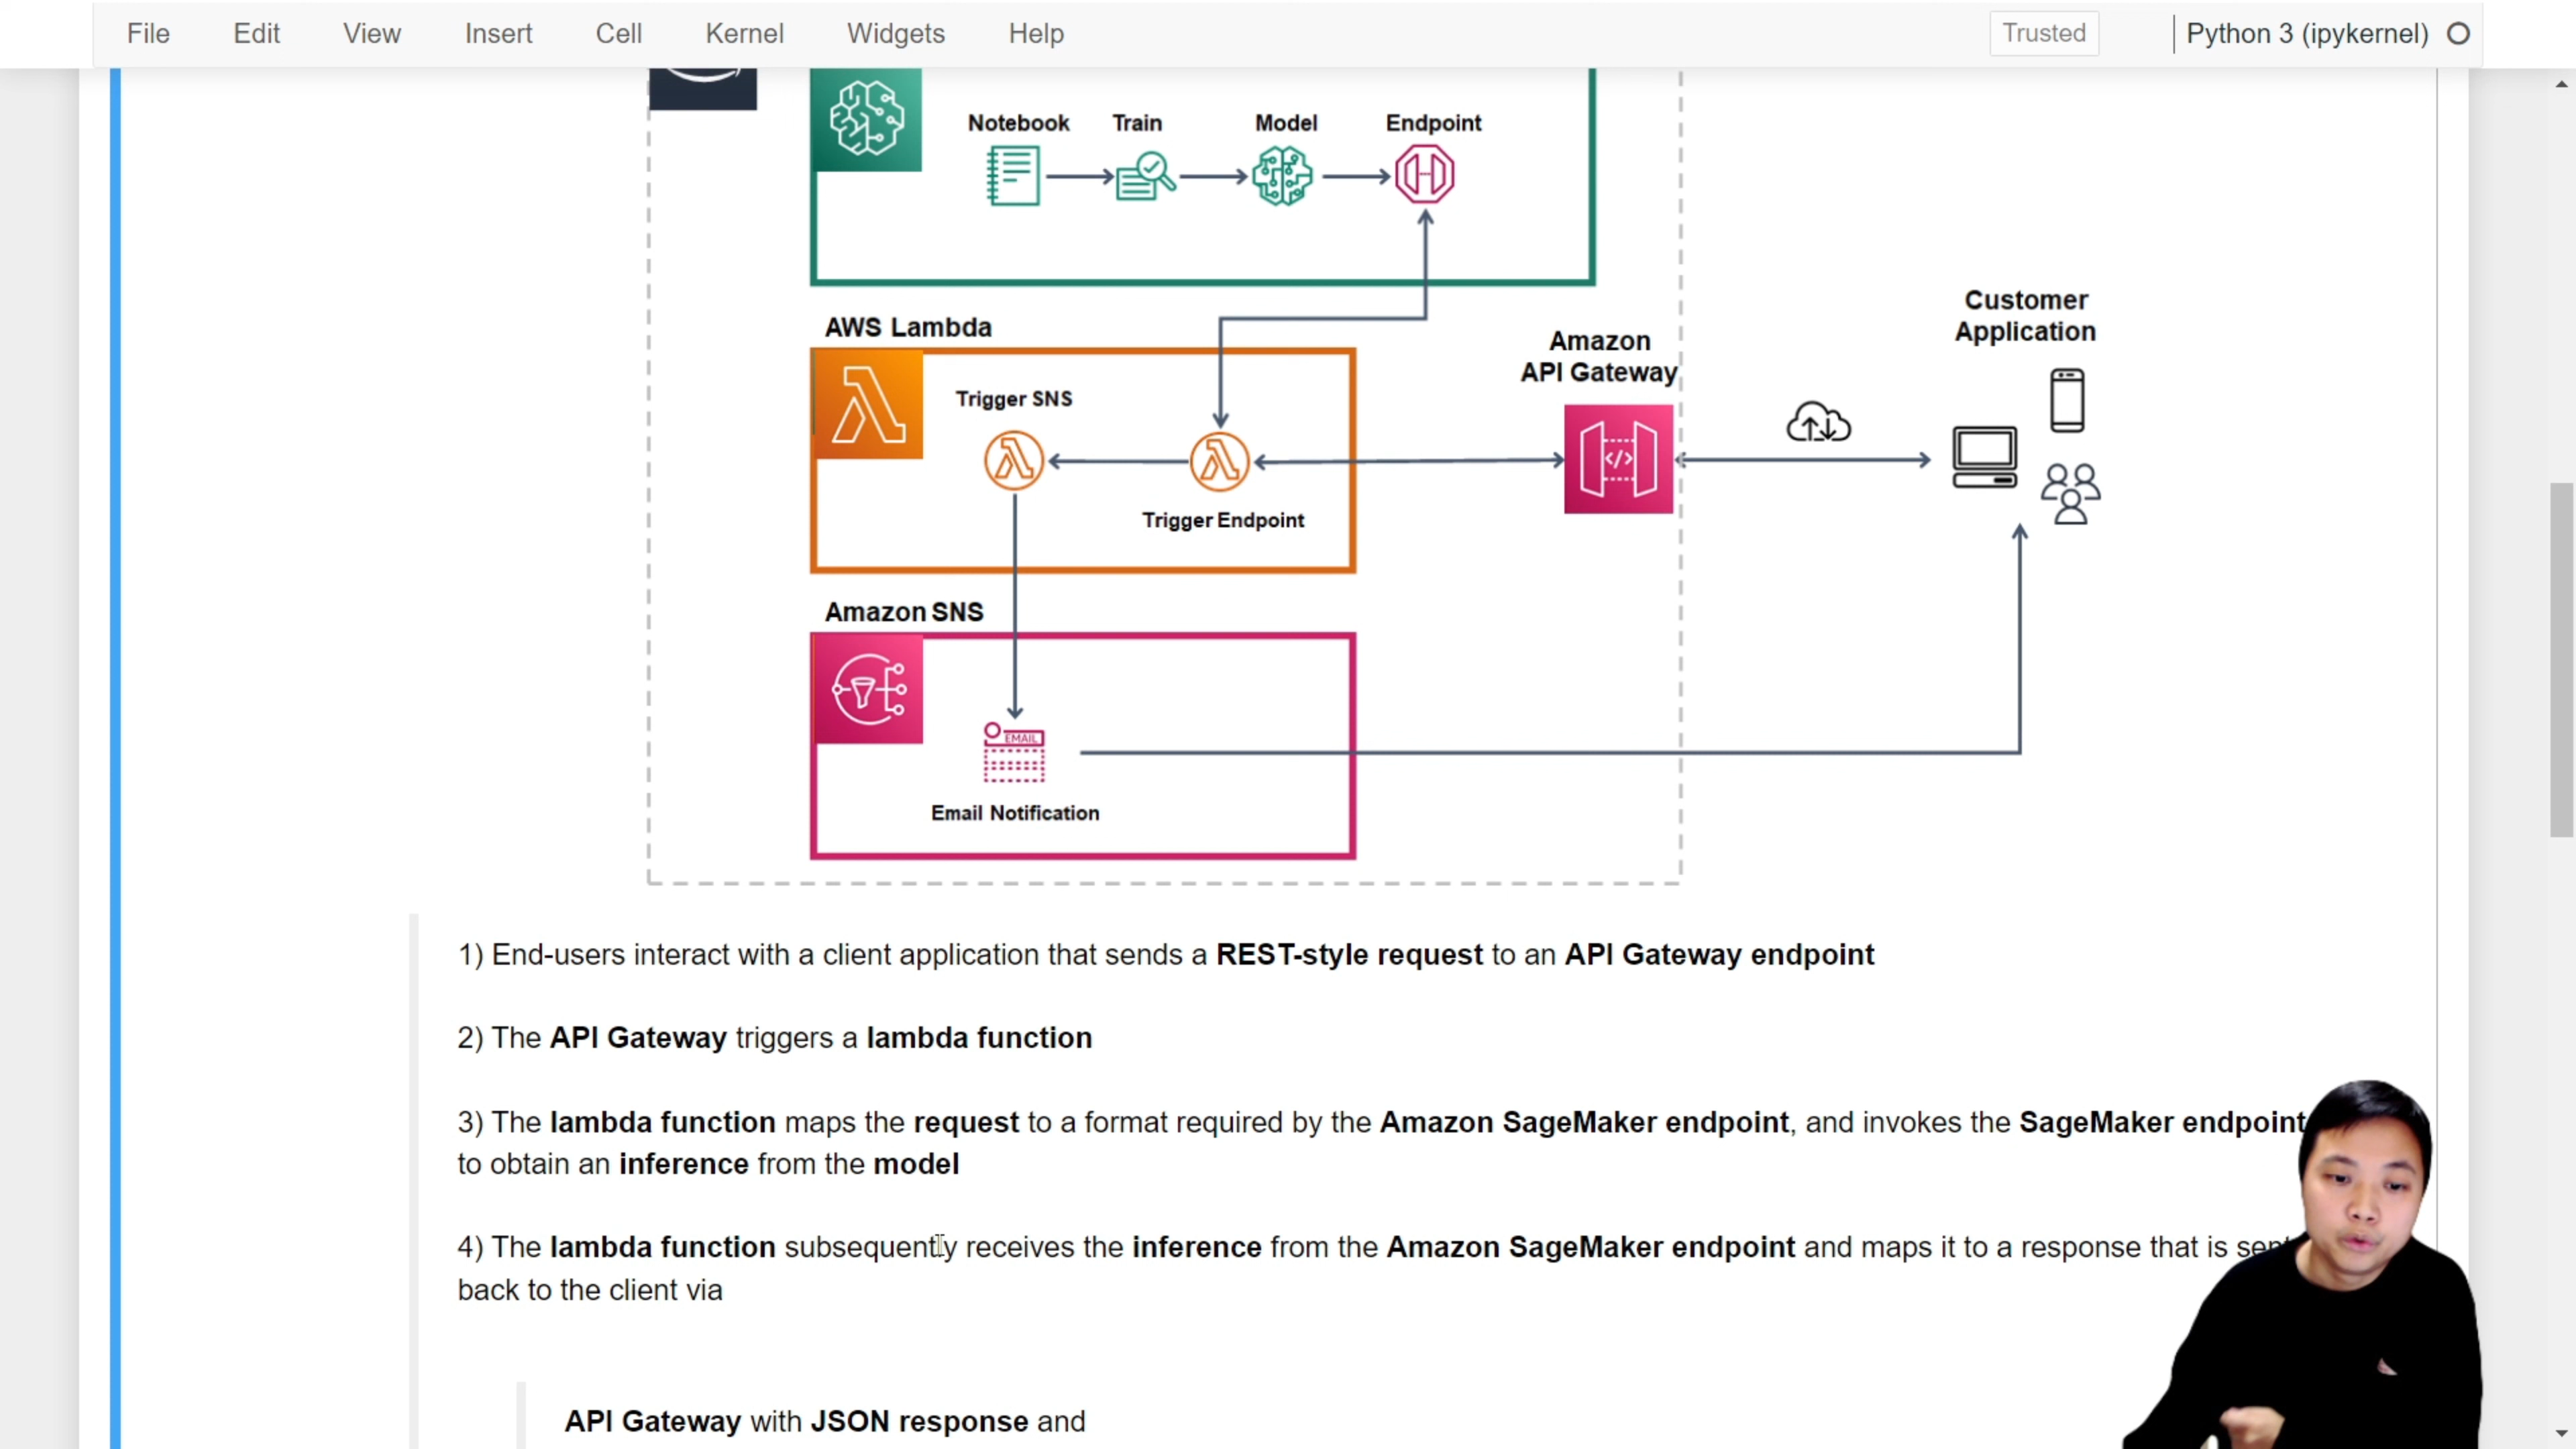 File Edit View Insert Cell Kernel Widgets Help Trusted Python 3 (ipykernel)
Notebook Train Model Endpoint
AWS Lambda
Trigger SNS
Trigger Endpoint
Amazon
API Gateway
</>
Customer
Application
Amazon SNS
EMAIL
Email Notification
1) End-users interact with a client application that sends a REST-style request to an API Gateway endpoint
2) The API Gateway triggers a lambda function
3) The lambda function maps the request to a format required by the Amazon SageMaker endpoint, and invokes the SageMaker endpoint
to obtain an inference from the model
4) The lambda function subsequently receives the inference from the Amazon SageMaker endpoint and maps it to a response that is sent
back to the client via
API Gateway with JSON response and